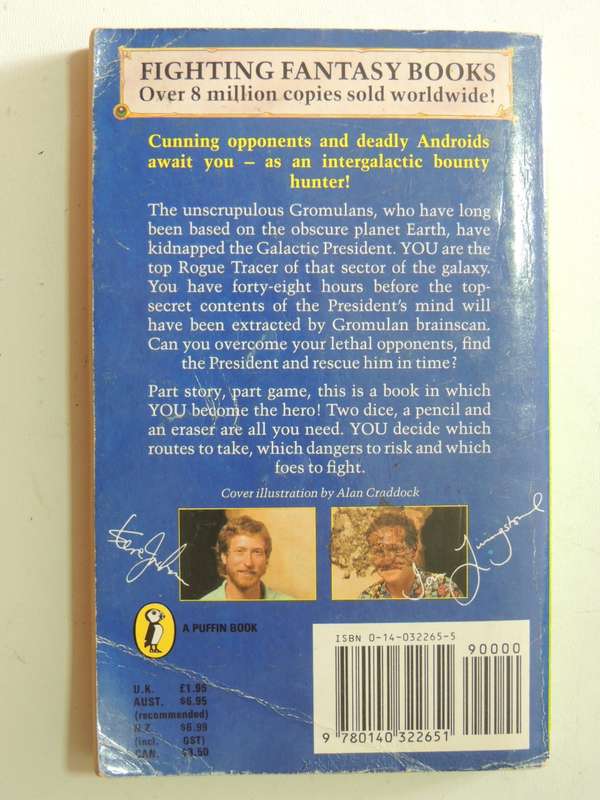 FIGHTING FANTASY BOOKS
Over 8 million copies sold worldwide!
Cunning opponents and deadly Androids
await you – as an intergalactic bounty
hunter!
The unscrupulous Gromulans, who have long
been based on the obscure planet Earth, have
kidnapped the Galactic President. YOU are the
top Rogue Tracer of that sector of the galaxy.
You have forty-eight hours before the top-
secret contents of the President's mind will
have been extracted by Gromulan brainscan.
Can you overcome your lethal opponents, find
the President and rescue him in time?
Part story, part game, this is a book in which
YOU become the hero! Two dice, a pencil and
an eraser are all you need. YOU decide which
routes to take, which dangers to risk and which
foes to fight.
Cover illustration by Alan Craddock
Steve Jackson
Ian Livingstone
A PUFFIN BOOK
U.K. £1.95
AUST. $6.95
(recommended)
N.Z. $6.99
(incl. GST)
CAN. $3.50
ISBN 0-14-032265-5
90000
9 780140 322651